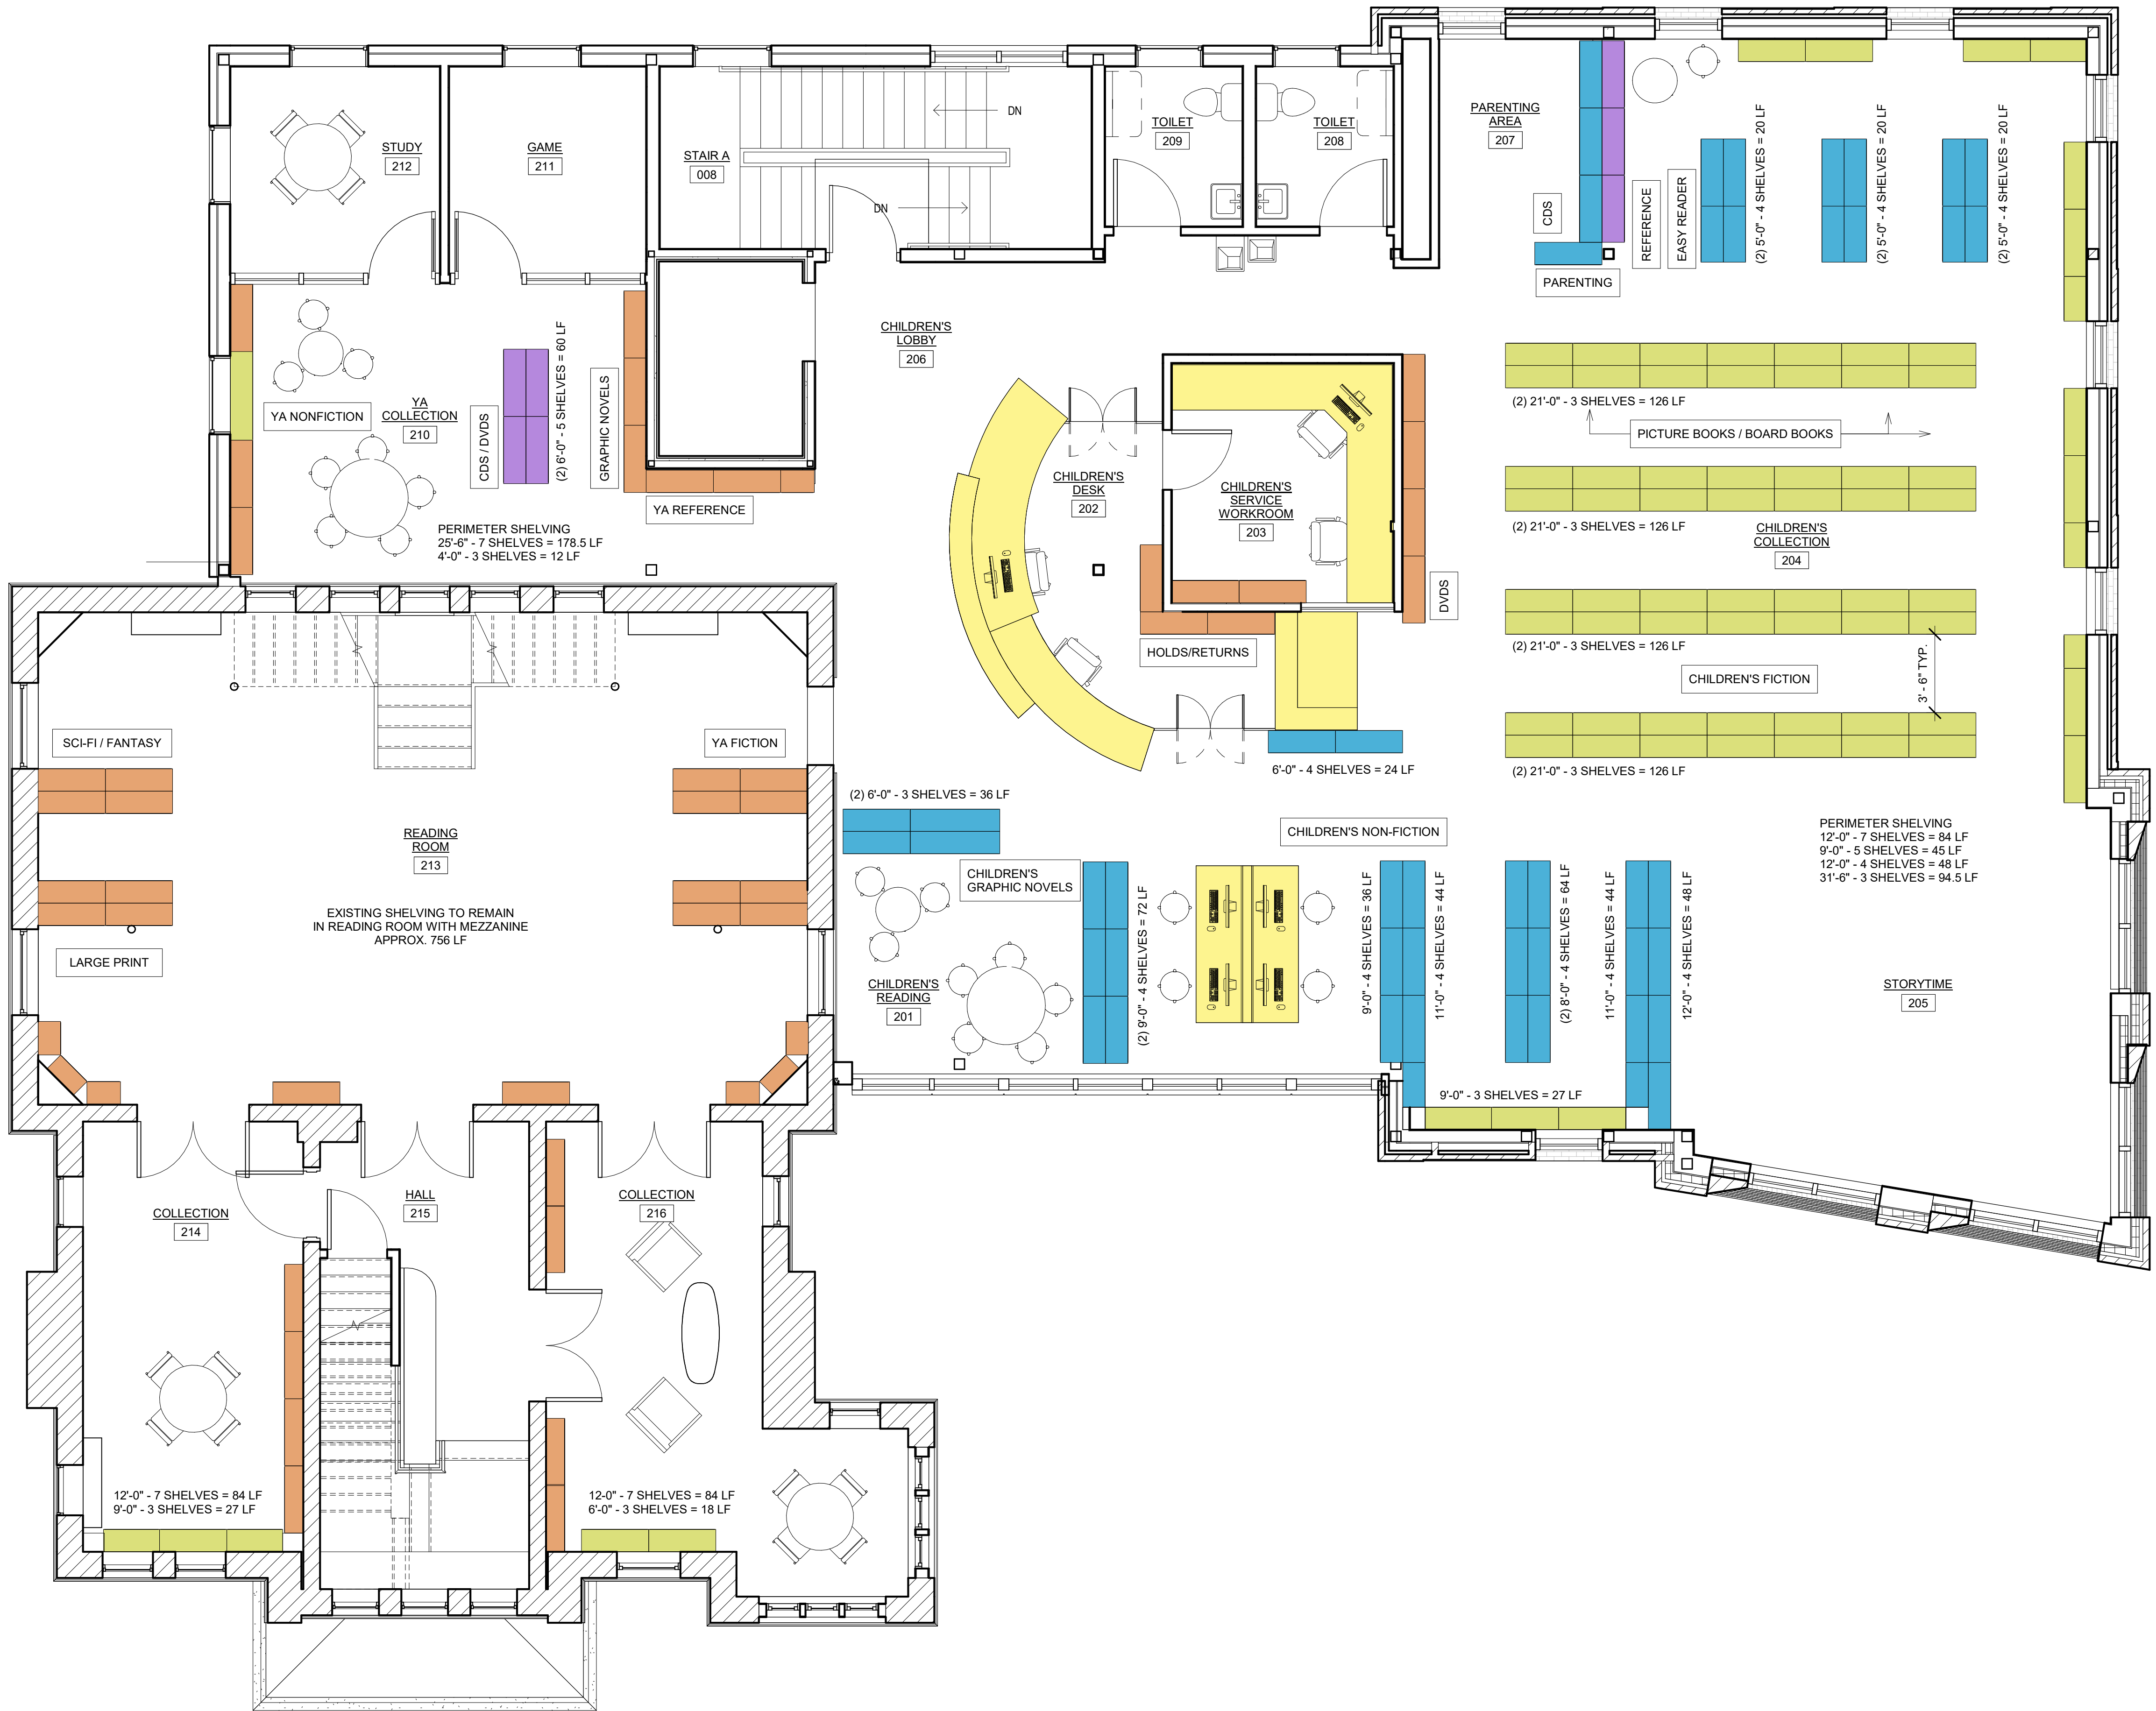 STUDY
212
GAME
211
STAIR A
008
DN
DN
TOILET
209
TOILET
208
PARENTING
AREA
207
CDS
PARENTING
REFERENCE
EASY READER
(2) 5'-0" - 4 SHELVES = 20 LF
(2) 5'-0" - 4 SHELVES = 20 LF
(2) 5'-0" - 4 SHELVES = 20 LF
CHILDREN'S
LOBBY
206
YA NONFICTION
YA
COLLECTION
210
CDS / DVDS
(2) 6'-0" - 5 SHELVES = 60 LF
GRAPHIC NOVELS
YA REFERENCE
PERIMETER SHELVING
25'-6" - 7 SHELVES = 178.5 LF
4'-0" - 3 SHELVES = 12 LF
CHILDREN'S
DESK
202
CHILDREN'S
SERVICE
WORKROOM
203
DVDS
HOLDS/RETURNS
6'-0" - 4 SHELVES = 24 LF
(2) 21'-0" - 3 SHELVES = 126 LF
PICTURE BOOKS / BOARD BOOKS
(2) 21'-0" - 3 SHELVES = 126 LF
CHILDREN'S
COLLECTION
204
(2) 21'-0" - 3 SHELVES = 126 LF
CHILDREN'S FICTION
3' - 6" TYP.
(2) 21'-0" - 3 SHELVES = 126 LF
SCI-FI / FANTASY
YA FICTION
READING
ROOM
213
EXISTING SHELVING TO REMAIN
IN READING ROOM WITH MEZZANINE
APPROX. 756 LF
LARGE PRINT
(2) 6'-0" - 3 SHELVES = 36 LF
CHILDREN'S
GRAPHIC NOVELS
CHILDREN'S
READING
201
(2) 9'-0" - 4 SHELVES = 72 LF
CHILDREN'S NON-FICTION
9'-0" - 4 SHELVES = 36 LF
11'-0" - 4 SHELVES = 44 LF
(2) 8'-0" - 4 SHELVES = 64 LF
11'-0" - 4 SHELVES = 44 LF
12'-0" - 4 SHELVES = 48 LF
9'-0" - 3 SHELVES = 27 LF
PERIMETER SHELVING
12'-0" - 7 SHELVES = 84 LF
9'-0" - 5 SHELVES = 45 LF
12'-0" - 4 SHELVES = 48 LF
31'-6" - 3 SHELVES = 94.5 LF
STORYTIME
205
COLLECTION
214
HALL
215
COLLECTION
216
12'-0" - 7 SHELVES = 84 LF
9'-0" - 3 SHELVES = 27 LF
12-0" - 7 SHELVES = 84 LF
6'-0" - 3 SHELVES = 18 LF